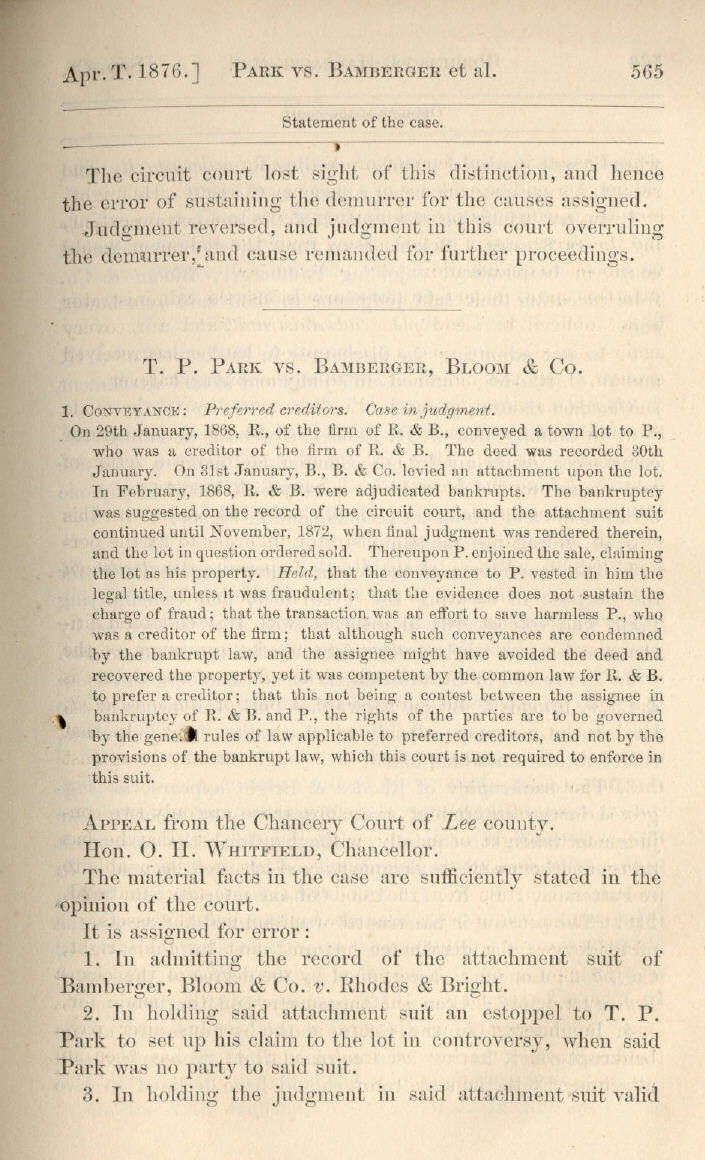 Apr. T. 1876.] PARK VS. BAMBERGER et al. 565
Statement of the case.
The circuit court lost sight of this distinction, and hence
the error of sustaining the demurrer for the causes assigned.
Judgment reversed, and judgment in this court overruling
the demurrer, and cause remanded for further proceedings.
T. P. PARK VS. BAMBERGER, BLOOM & CO.
1. CONVEYANCE: Preferred creditors. Case in judgment.
On 29th January, 1868, R., of the firm of R. & B., conveyed a town lot to P.,
who was a creditor of the firm of R. & B. The deed was recorded 30th
January. On 31st January, B., B. & Co. levied an attachment upon the lot.
In February, 1868, R. & B. were adjudicated bankrupts. The bankruptcy
was suggested on the record of the circuit court, and the attachment suit
continued until November, 1872, when final judgment was rendered therein,
and the lot in question ordered sold. Thereupon P. enjoined the sale, claiming
the lot as his property. Held, that the conveyance to P. vested in him the
legal title, unless it was fraudulent; that the evidence does not sustain the
charge of fraud; that the transaction was an effort to save harmless P., who
was a creditor of the firm; that although such conveyances are condemned
by the bankrupt law, and the assignee might have avoided the deed and
recovered the property, yet it was competent by the common law for R. & B.
to prefer a creditor; that this not being a contest between the assignee in
bankruptcy of R. & B. and P., the rights of the parties are to be governed
by the general rules of law applicable to preferred creditors, and not by the
provisions of the bankrupt law, which this court is not required to enforce in
this suit.
APPEAL from the Chancery Court of Lee county.
Hon. O. H. WHITFIELD, Chancellor.
The material facts in the case are sufficiently stated in the
opinion of the court.
It is assigned for error:
1. In admitting the record of the attachment suit of
Bamberger, Bloom & Co. v. Rhodes & Bright.
2. In holding said attachment suit an estoppel to T. P.
Park to set up his claim to the lot in controversy, when said
Park was no party to said suit.
3. In holding the judgment in said attachment suit valid